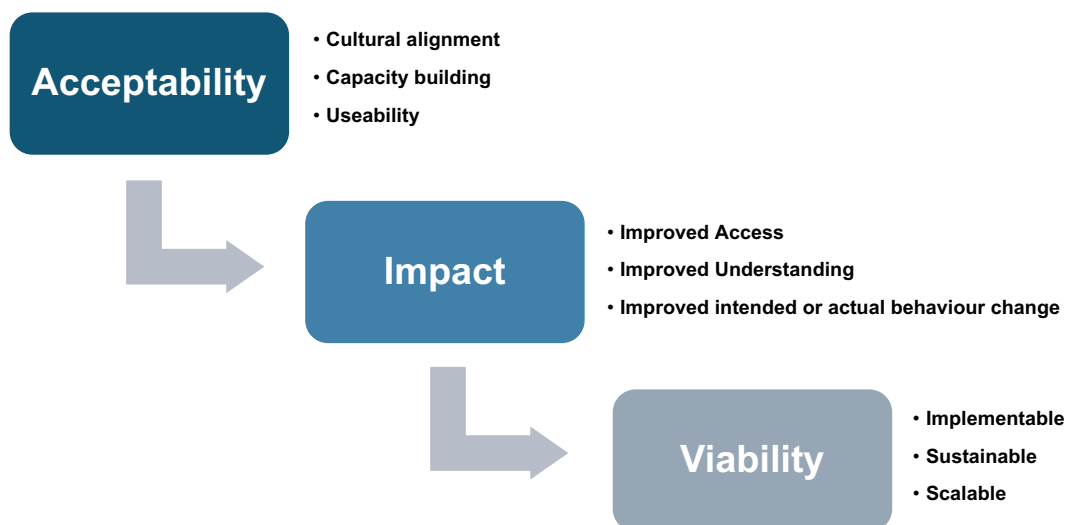 Acceptability
• Cultural alignment
• Capacity building
• Useability
Impact
• Improved Access
• Improved Understanding
• Improved intended or actual behaviour change
Viability
• Implementable
• Sustainable
• Scalable